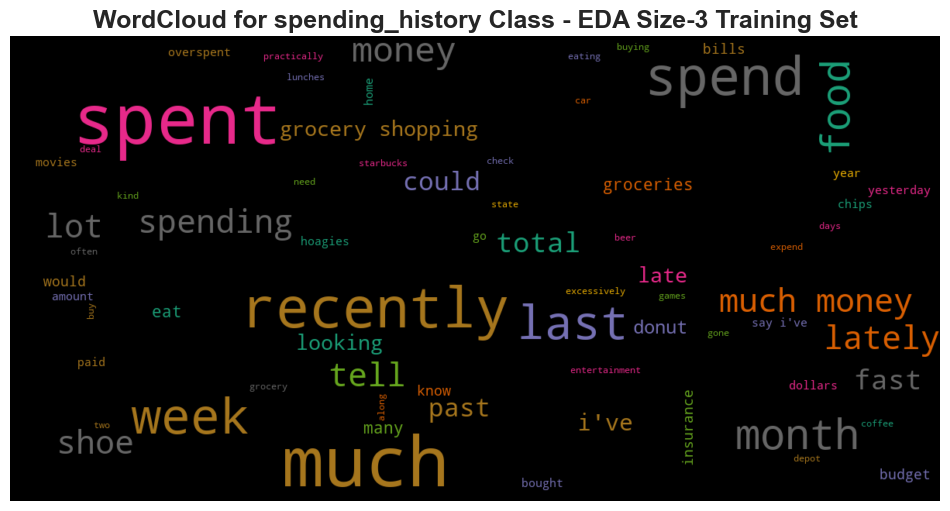 WordCloud for spending_history Class - EDA Size-3 Training Set
overspent
practically
money
eating
buying
bills
spend
food
lunches
home
car
spent
grocery shopping
deal
movies
starbucks
check
could
need
groceries
year
yesterday
kind
state
chips
lot
spending
often
hoagies
go
total
beer
days
expend
would
amount
buy
eat
recently
late
excessively
games
last
donut
much money
say i've
gone
lately
looking
paid
tell
grocery
know
entertainment
dollars
fast
week
two
shoe
along
many
past
i've
insurance
month
coffee
depot
much
bought
budget